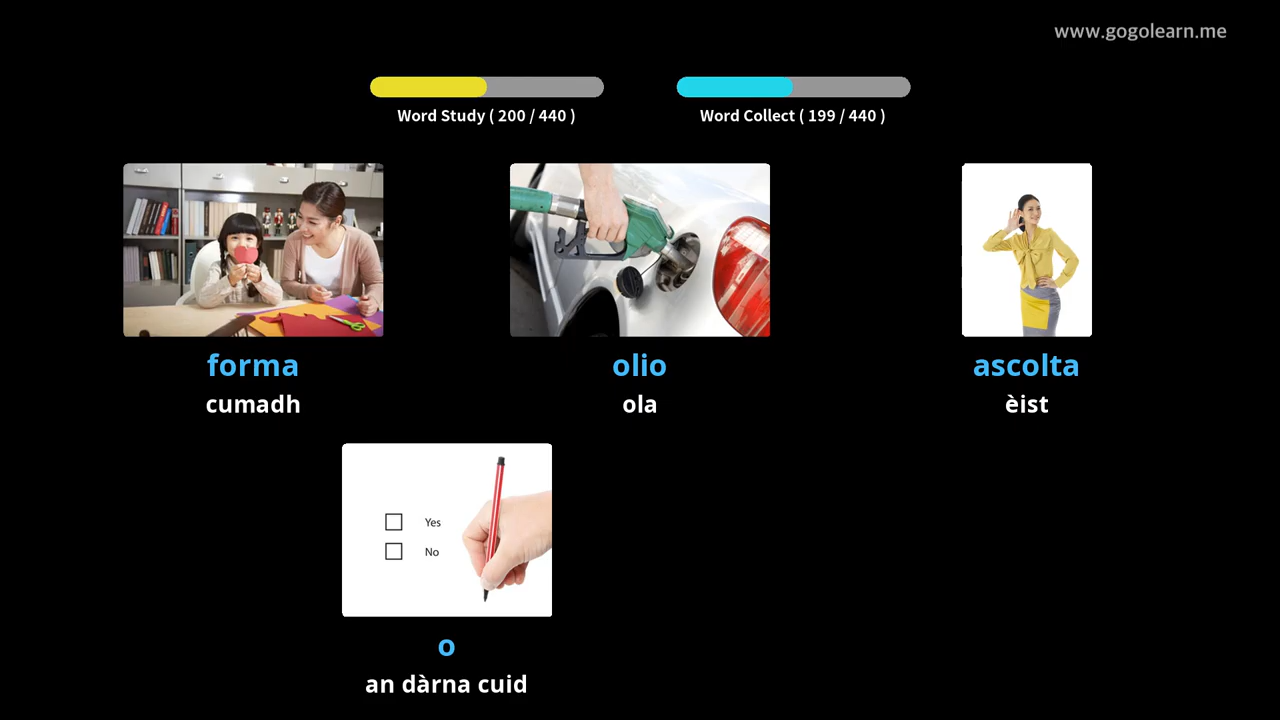 www.gogolearn.me
Word Study ( 200 / 440 )
Word Collect ( 199 / 440 )
forma
cumadh
olio
ola
ascolta
èist
Yes
No
o
an dàrna cuid